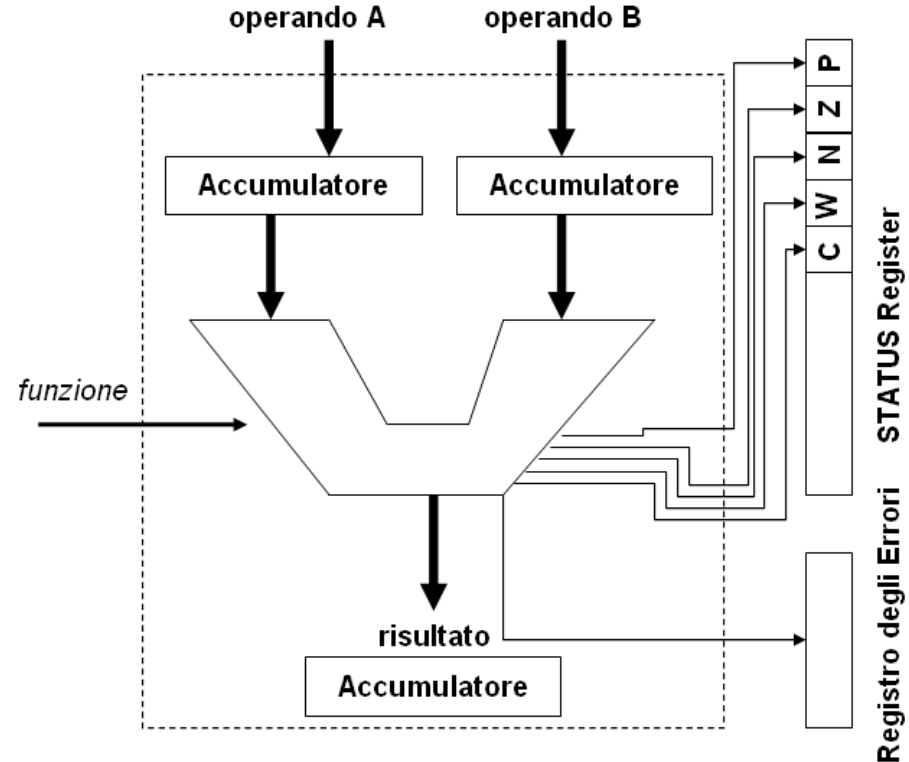 operando A
operando B
Accumulatore
Accumulatore
funzione
risultato
Accumulatore
P
Z
N
W
C
STATUS Register
Registro degli Errori